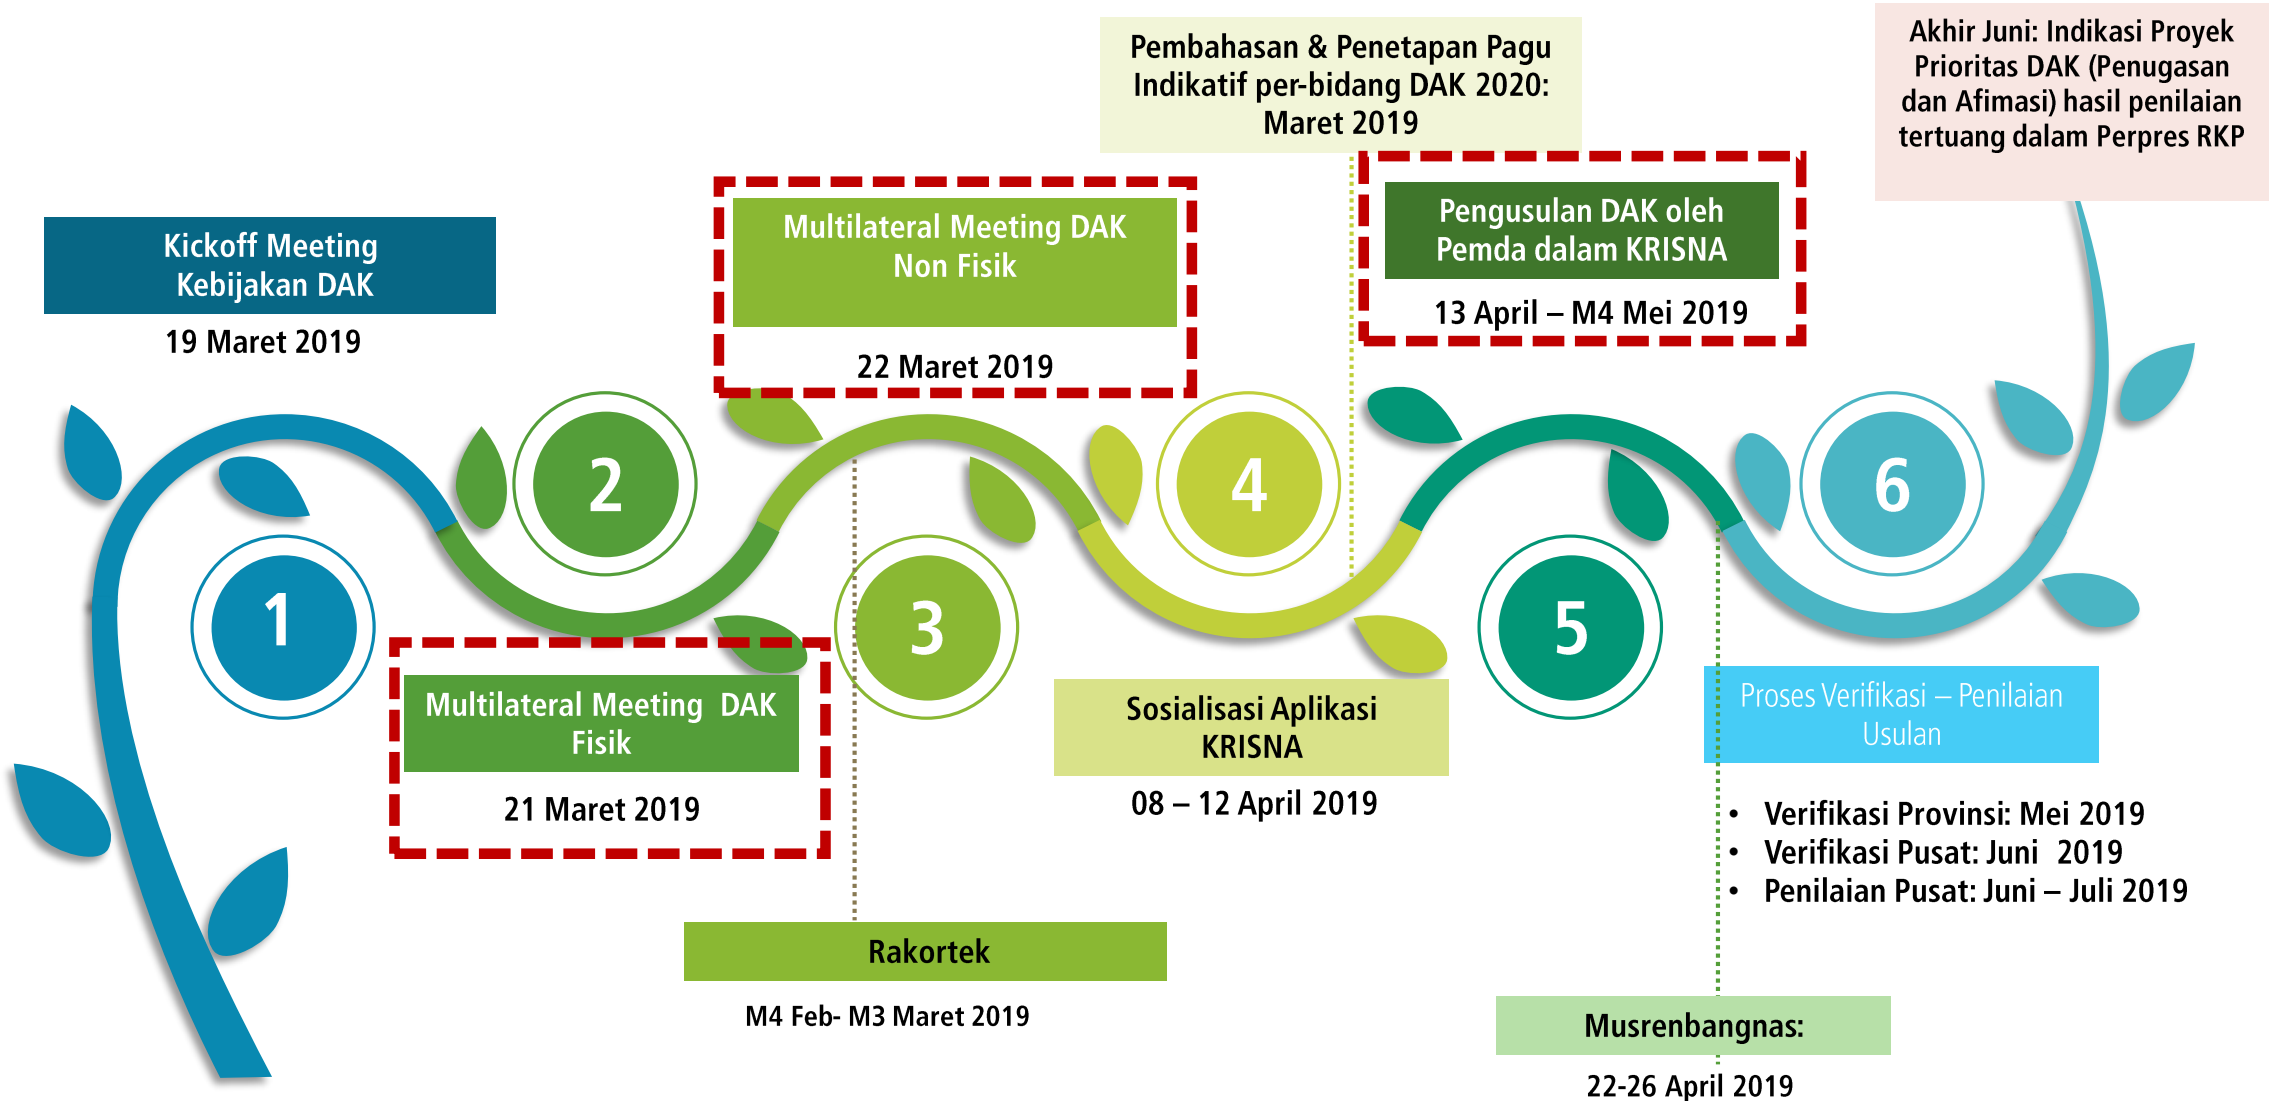 Kickoff Meeting
Kebijakan DAK
19 Maret 2019
1
2
Multilateral Meeting DAK
Fisik
21 Maret 2019
Multilateral Meeting DAK
Non Fisik
22 Maret 2019
3
Rakortek
M4 Feb- M3 Maret 2019
Pembahasan & Penetapan Pagu
Indikatif per-bidang DAK 2020:
Maret 2019
4
Sosialisasi Aplikasi
KRISNA
08 – 12 April 2019
Pengusulan DAK oleh
Pemda dalam KRISNA
13 April – M4 Mei 2019
5
Musrenbangnas:
22-26 April 2019
6
Proses Verifikasi – Penilaian
Usulan
• Verifikasi Provinsi: Mei 2019
• Verifikasi Pusat: Juni 2019
• Penilaian Pusat: Juni – Juli 2019
Akhir Juni: Indikasi Proyek
Prioritas DAK (Penugasan
dan Afimasi) hasil penilaian
tertuang dalam Perpres RKP